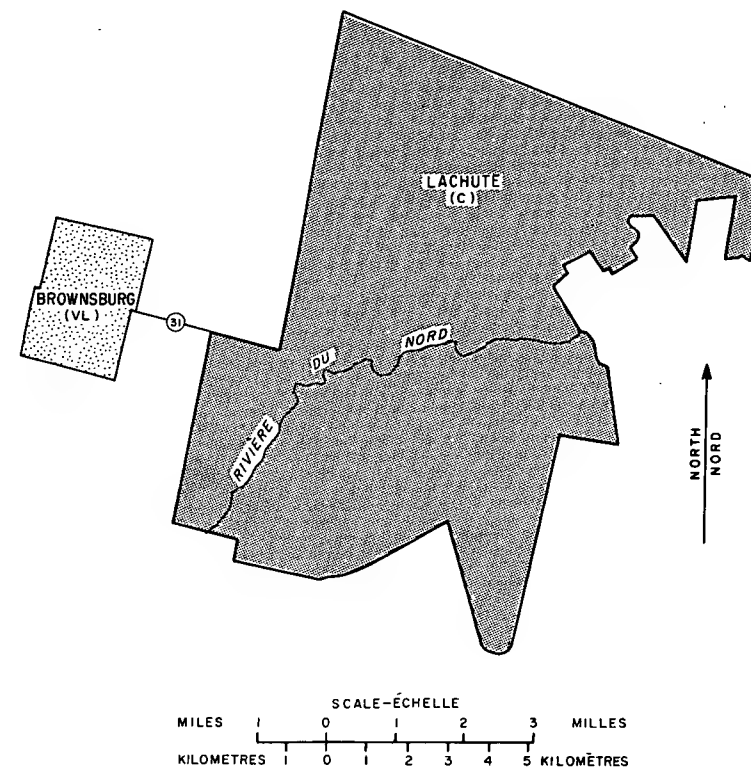 LACHUTE
(C)
BROWNSBURG
(VL)
31
RIVIÈRE
DU
NORD
NORTH
NORD
SCALE-ÉCHELLE
MILES 1 0 1 2 3 MILLES
KILOMETRES 1 0 1 2 3 4 5 KILOMÈTRES